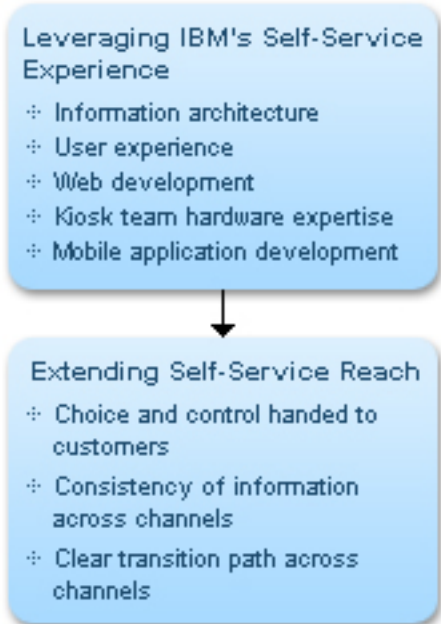 Leveraging IBM's Self-Service
Experience
Information architecture
User experience
Web development
Kiosk team hardware expertise
Mobile application development
Extending Self-Service Reach
Choice and control handed to
customers
Consistency of information
across channels
Clear transition path across
channels